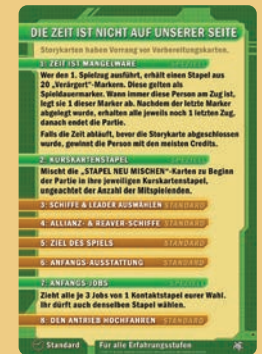 DIE ZEIT IST NICHT AUF UNSERER SEITE
Storykarten haben Vorrang vor Vorbereitungskarten.
1: ZEIT IST MANGELWARE SPEZIELL
Wer den 1. Spielzug ausführt, erhält einen Stapel aus
20 „Verärgert“-Markern. Diese gelten als
Spieldauermarker. Wann immer diese Person am Zug ist,
legt sie 1 dieser Marker ab. Nachdem der letzte Marker
abgelegt wurde, erhalten alle jeweils noch 1 letzten Zug,
danach endet die Partie.
Falls die Zeit abläuft, bevor die Storykarte abgeschlossen
wurde, gewinnt die Person mit den meisten Credits.
2: KURSKARTENSTAPEL SPEZIELL
Mischt die „STAPEL NEU MISCHEN“-Karten zu Beginn
der Partie in ihre jeweiligen Kurskartenstapel,
ungeachtet der Anzahl der Mitspielenden.
3: SCHIFFE & LEADER AUSWÄHLEN STANDARD
4: ALLIANZ- & REAVER-SCHIFFE STANDARD
5: ZIEL DES SPIELS STANDARD
6: ANFANGS-AUSSTATTUNG STANDARD
7: ANFANGS-JOBS SPEZIELL
Zieht alle je 3 Jobs von 1 Kontaktstapel eurer Wahl.
Ihr dürft auch denselben Stapel wählen.
8: DEN ANTRIEB HOCHFAHREN STANDARD
Standard Für alle Erfahrungsstufen